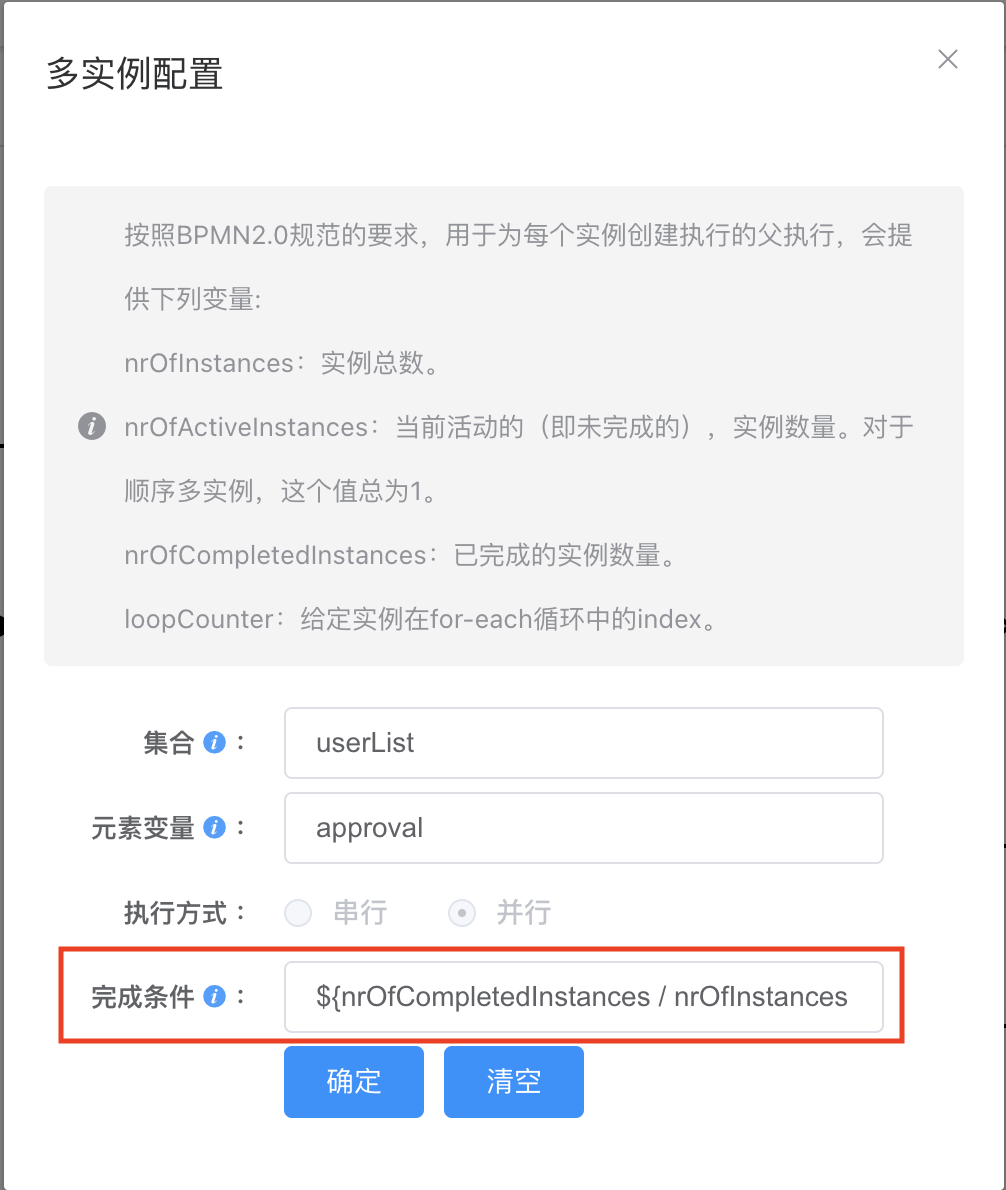 多实例配置
按照BPMN2.0规范的要求，用于为每个实例创建执行的父执行，会提
供下列变量:
nrOfInstances：实例总数。
nrOfActiveInstances：当前活动的（即未完成的），实例数量。对于
顺序多实例，这个值总为1。
nrOfCompletedInstances：已完成的实例数量。
loopCounter：给定实例在for-each循环中的index。
集合： userList
元素变量： approval
执行方式： 串行 并行
完成条件： ${nrOfCompletedInstances / nrOfInstances
确定 清空